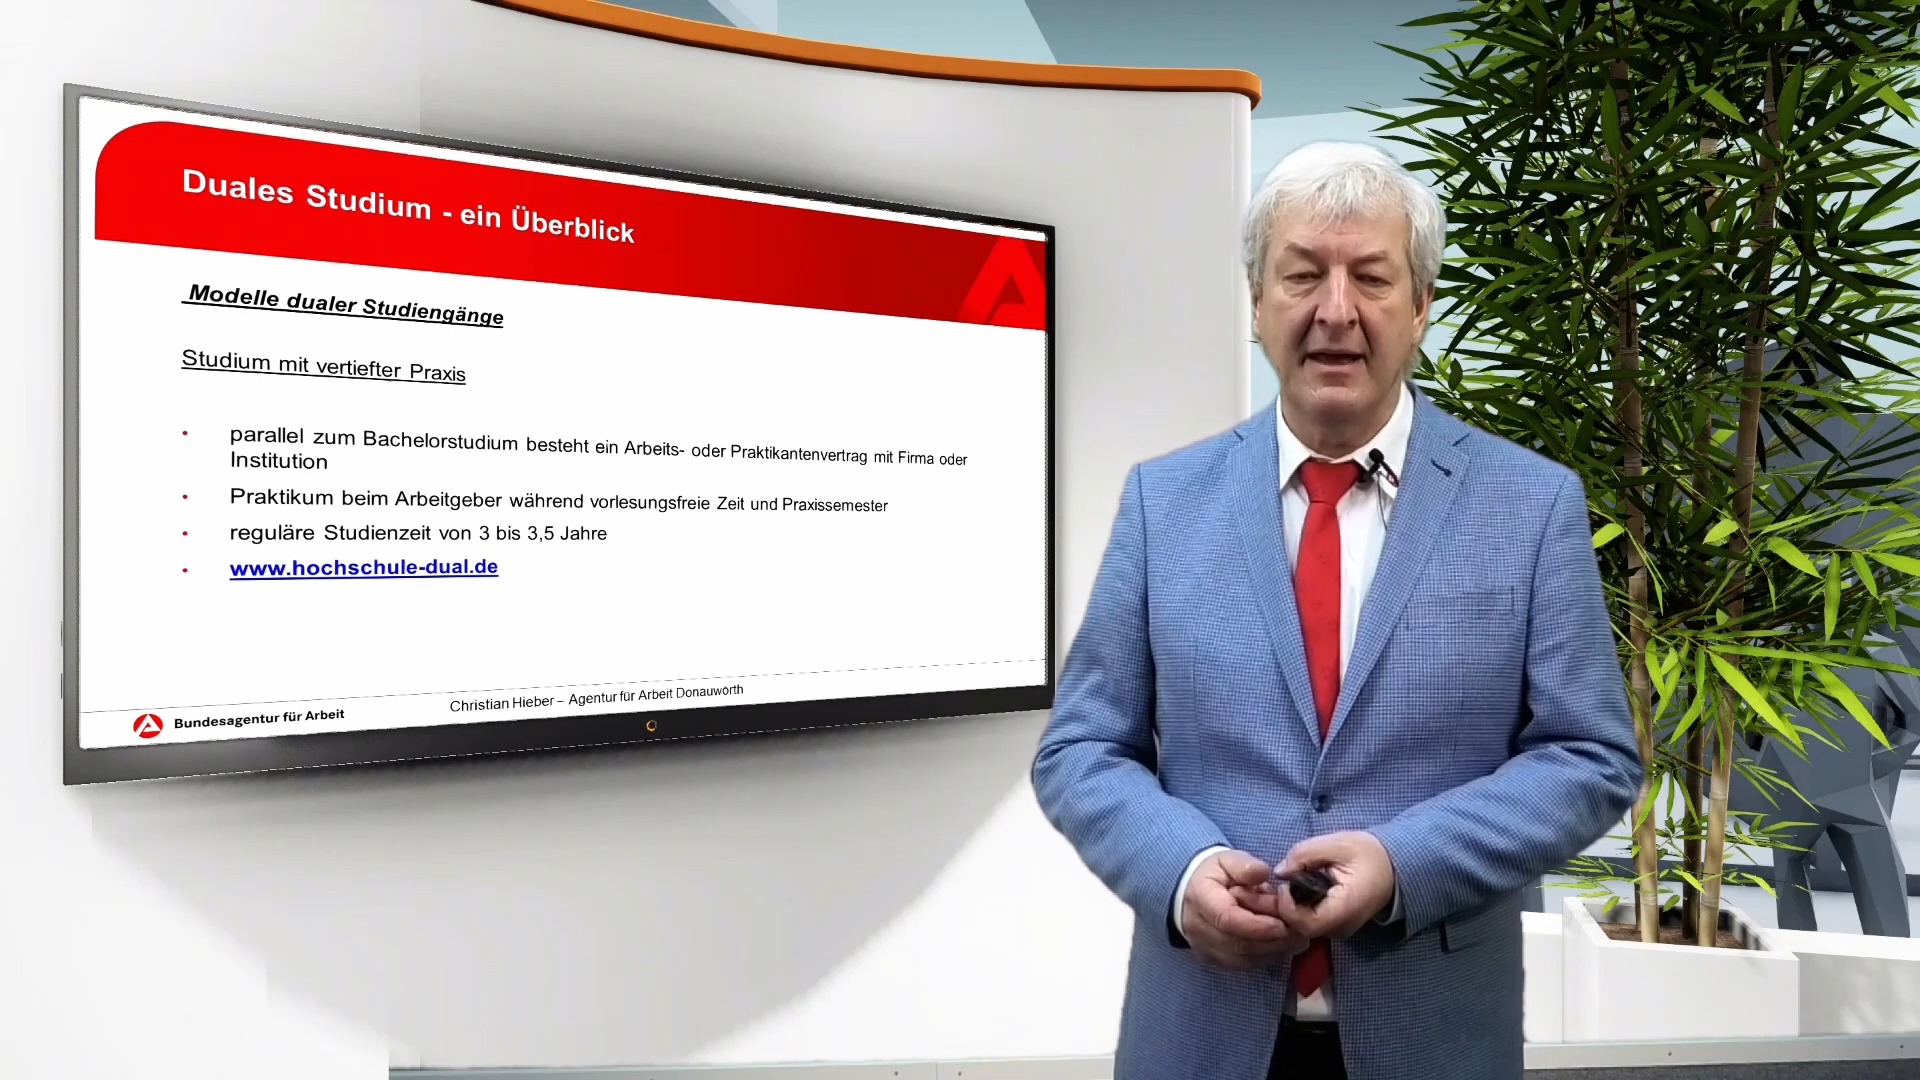 Duales Studium - ein Überblick
Modelle dualer Studiengänge
Studium mit vertiefter Praxis
• parallel zum Bachelorstudium besteht ein Arbeits- oder Praktikantenvertrag mit Firma oder
Institution
• Praktikum beim Arbeitgeber während vorlesungsfreie Zeit und Praxissemester
• reguläre Studienzeit von 3 bis 3,5 Jahre
• www.hochschule-dual.de
Christian Hieber – Agentur für Arbeit Donauwörth
Bundesagentur für Arbeit